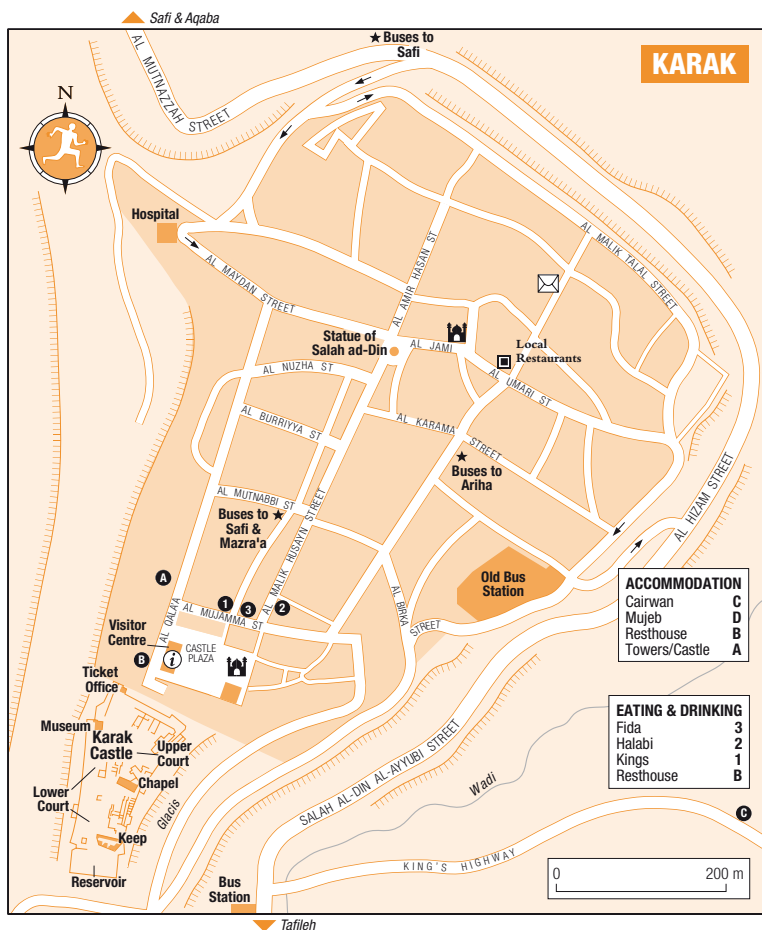 Safi & Aqaba
KARAK
Buses to
Safi
AL MUTNAZZAH STREET
N
Hospital
AL MAYDAN STREET
AL AMIR HASAN ST
AL MALIK TALAL STREET
Statue of
Salah ad-Din
AL JAMI
Local
Restaurants
AL UMARI ST
AL NUZHA ST
AL BURRIYYA ST
AL KARAMA STREET
Buses to
Ariha
AL MUTNABBI ST
Buses to
Safi &
Mazra'a
AL MALIK HUSAYN STREET
AL HIZAM STREET
Old Bus
Station
A
1
3
2
AL MUJAMMA ST
AL BIRKA STREET
AL QALA'A
Visitor
Centre
B
i
CASTLE
PLAZA
Ticket
Office
Museum
Karak
Castle
Upper
Court
Chapel
Lower
Court
Glacis
Keep
Reservoir
SALAH AL-DIN AL-AYYUBI STREET
Wadi
KING'S HIGHWAY
C
Bus
Station
Tafileh
ACCOMMODATION
Cairwan C
Mujeb D
Resthouse B
Towers/Castle A
EATING & DRINKING
Fida 3
Halabi 2
Kings 1
Resthouse B
0 200 m